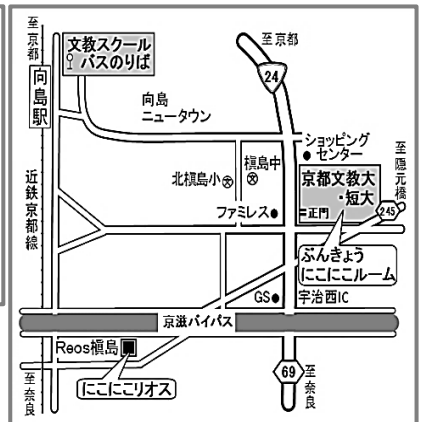 至京都
文教スクール
バスのりば
至京都
24
向島駅
向島
ニュータウン
ショッピング
センター
至隠元橋
槇島中
北槇島小
京都文教大
・短大
近鉄京都線
ファミレス
正門
245
ぶんきょう
にこにこルーム
GS
宇治西IC
京滋バイパス
Reos槇島
にこにこリオス
69
至奈良
至奈良